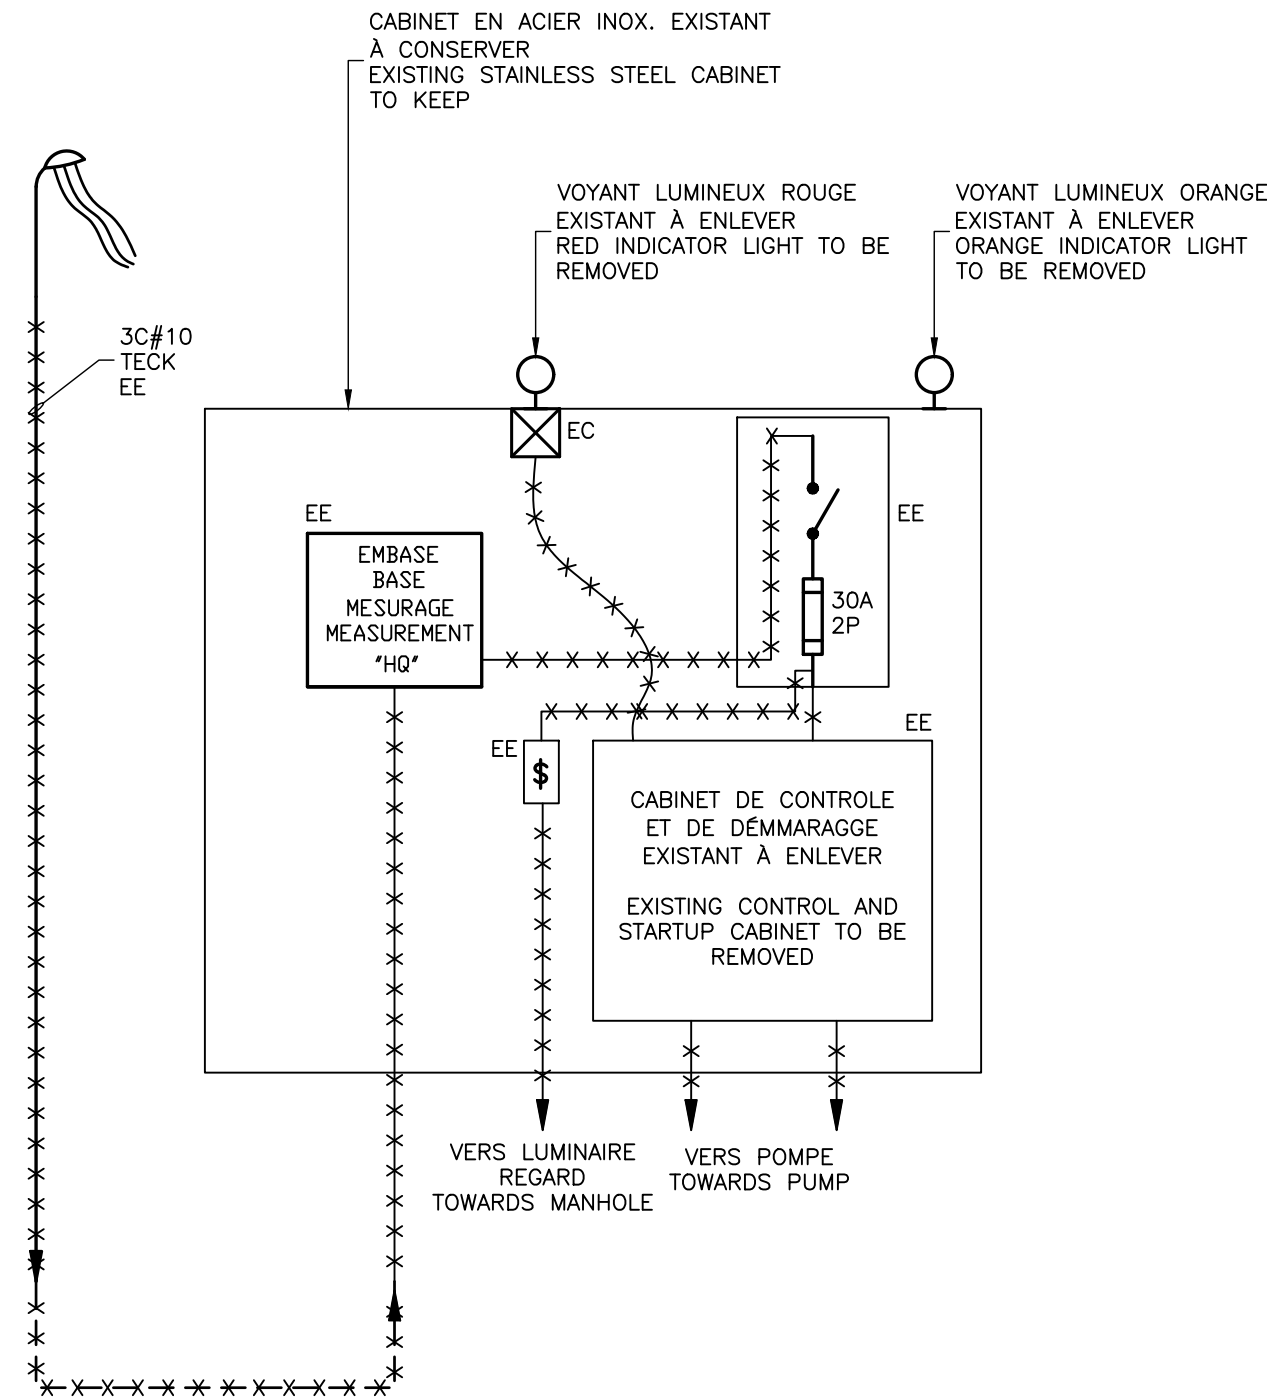 CABINET EN ACIER INOX. EXISTANT
À CONSERVER
EXISTING STAINLESS STEEL CABINET
TO KEEP
VOYANT LUMINEUX ROUGE
EXISTANT À ENLEVER
RED INDICATOR LIGHT TO BE
REMOVED
VOYANT LUMINEUX ORANGE
EXISTANT À ENLEVER
ORANGE INDICATOR LIGHT
TO BE REMOVED
3C#10
TECK
EE
EC
EE
EE
EMBASE
BASE
MESURAGE
MEASUREMENT
"HQ"
30A
2P
EE
EE
$
CABINET DE CONTROLE
ET DE DÉMMARAGGE
EXISTANT À ENLEVER
EXISTING CONTROL AND
STARTUP CABINET TO BE
REMOVED
VERS LUMINAIRE
REGARD
TOWARDS MANHOLE
VERS POMPE
TOWARDS PUMP